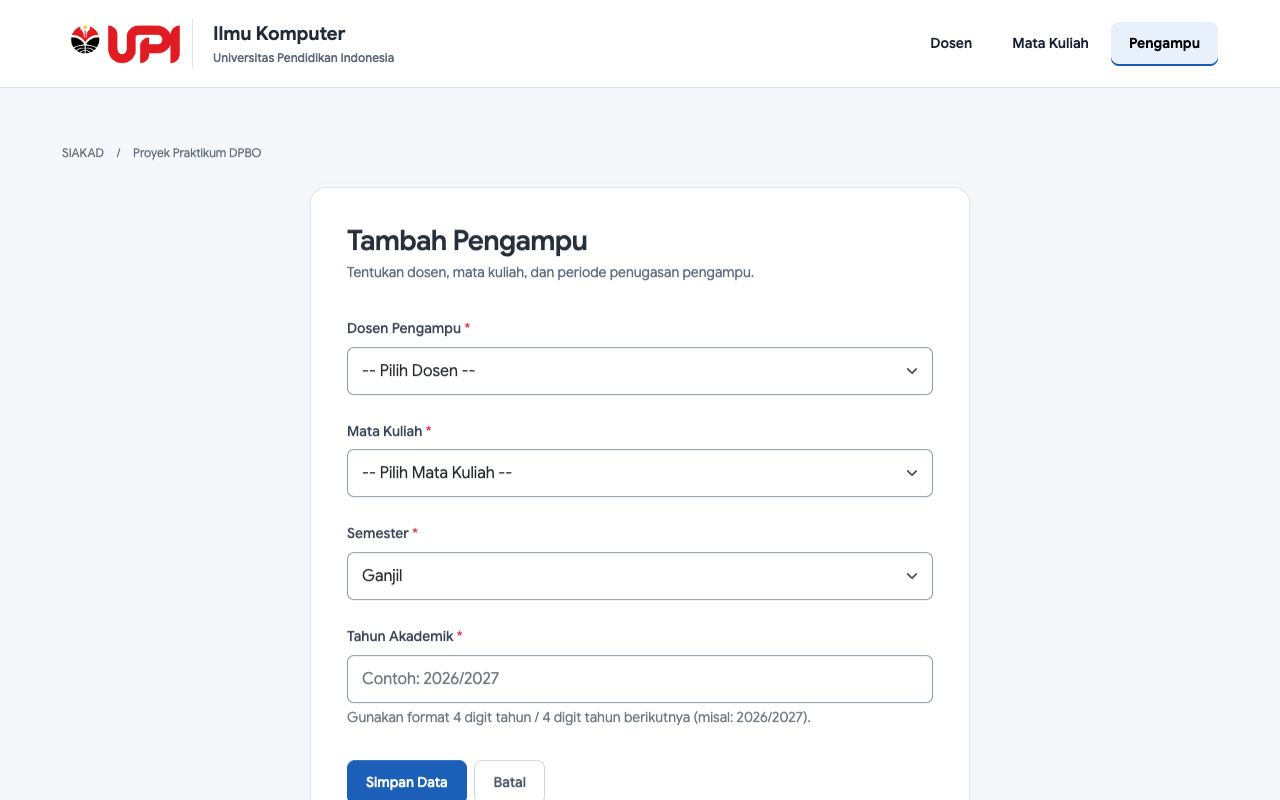 UPI
Ilmu Komputer
Universitas Pendidikan Indonesia
Dosen
Mata Kuliah
Pengampu
SIAKAD / Proyek Praktikum DPBO
Tambah Pengampu
Tentukan dosen, mata kuliah, dan periode penugasan pengampu.
Dosen Pengampu *
-- Pilih Dosen --
Mata Kuliah *
-- Pilih Mata Kuliah --
Semester *
Ganjil
Tahun Akademik *
Contoh: 2026/2027
Gunakan format 4 digit tahun / 4 digit tahun berikutnya (misal: 2026/2027).
Simpan Data
Batal